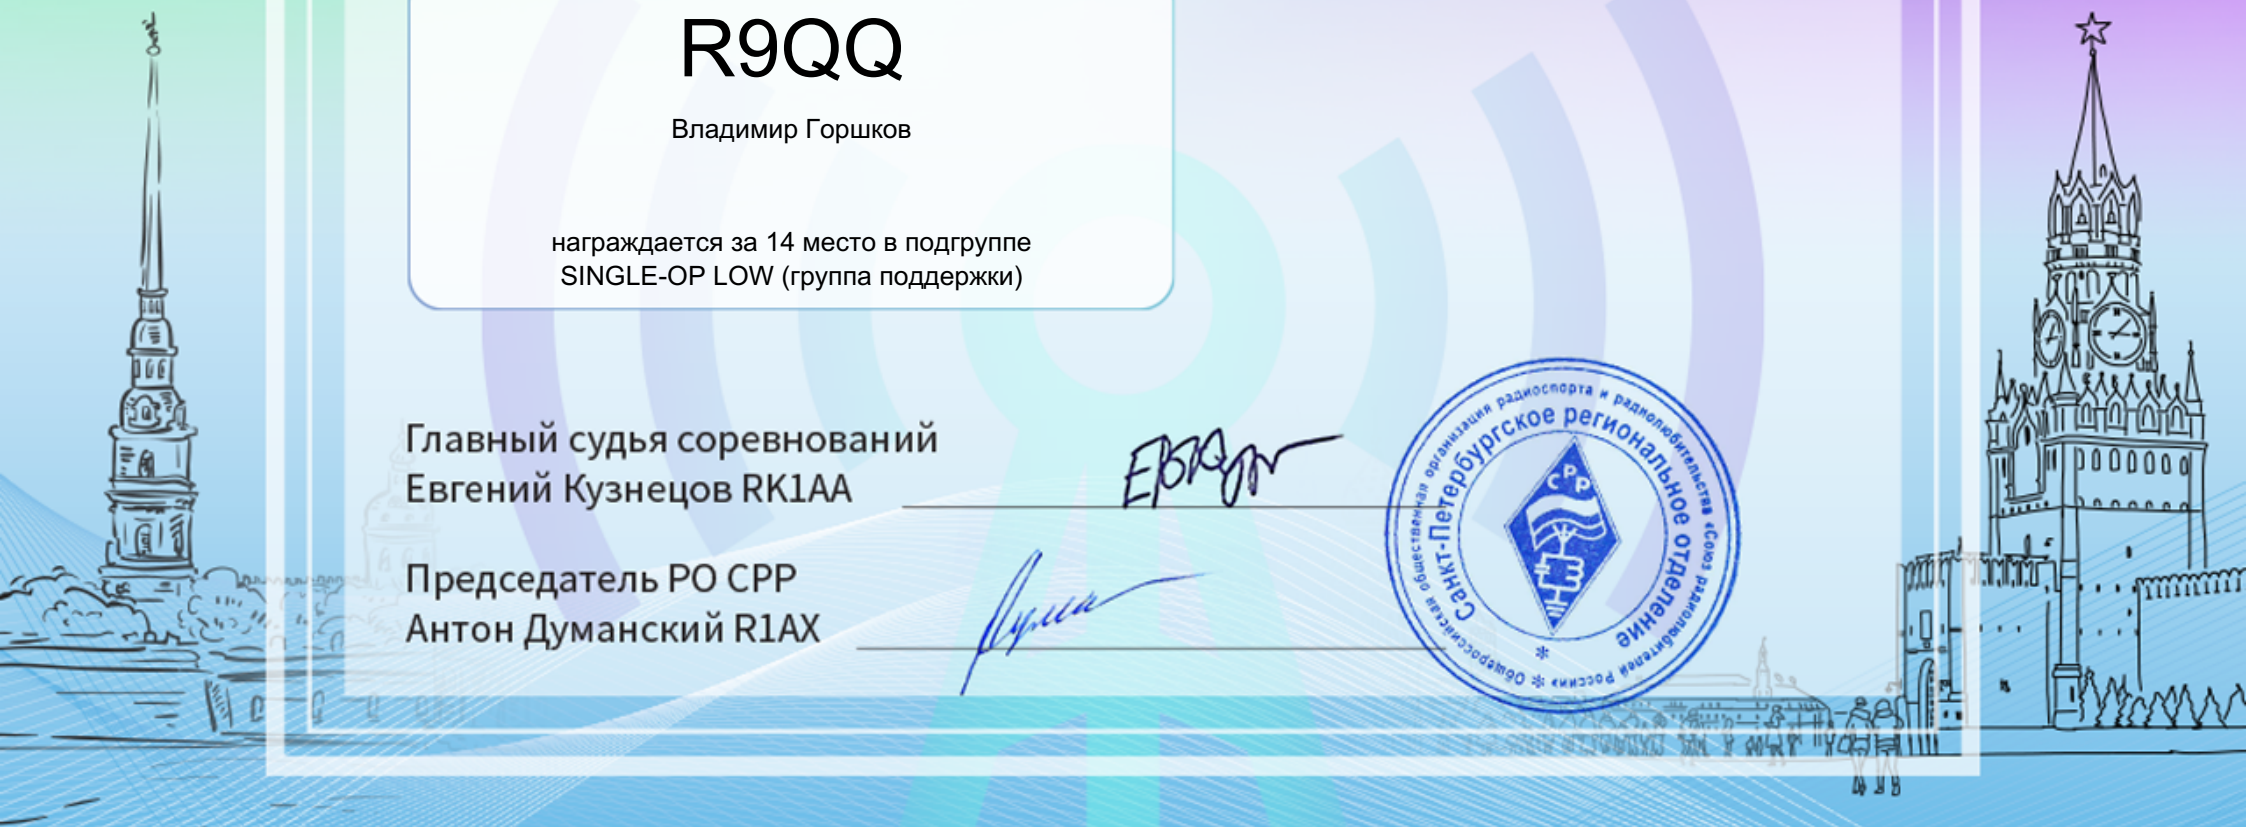 R9QQ
Владимир Горшков
награждается за 14 место в подгруппе
SINGLE-OP LOW (группа поддержки)
Главный судья соревнований
Евгений Кузнецов RK1AA
Председатель РО СРР
Антон Думанский R1AX
Общероссийская общественная организация радиоспорта и радиолюбительства «Союз радиолюбителей России»
Санкт-Петербургское региональное отделение
СРР